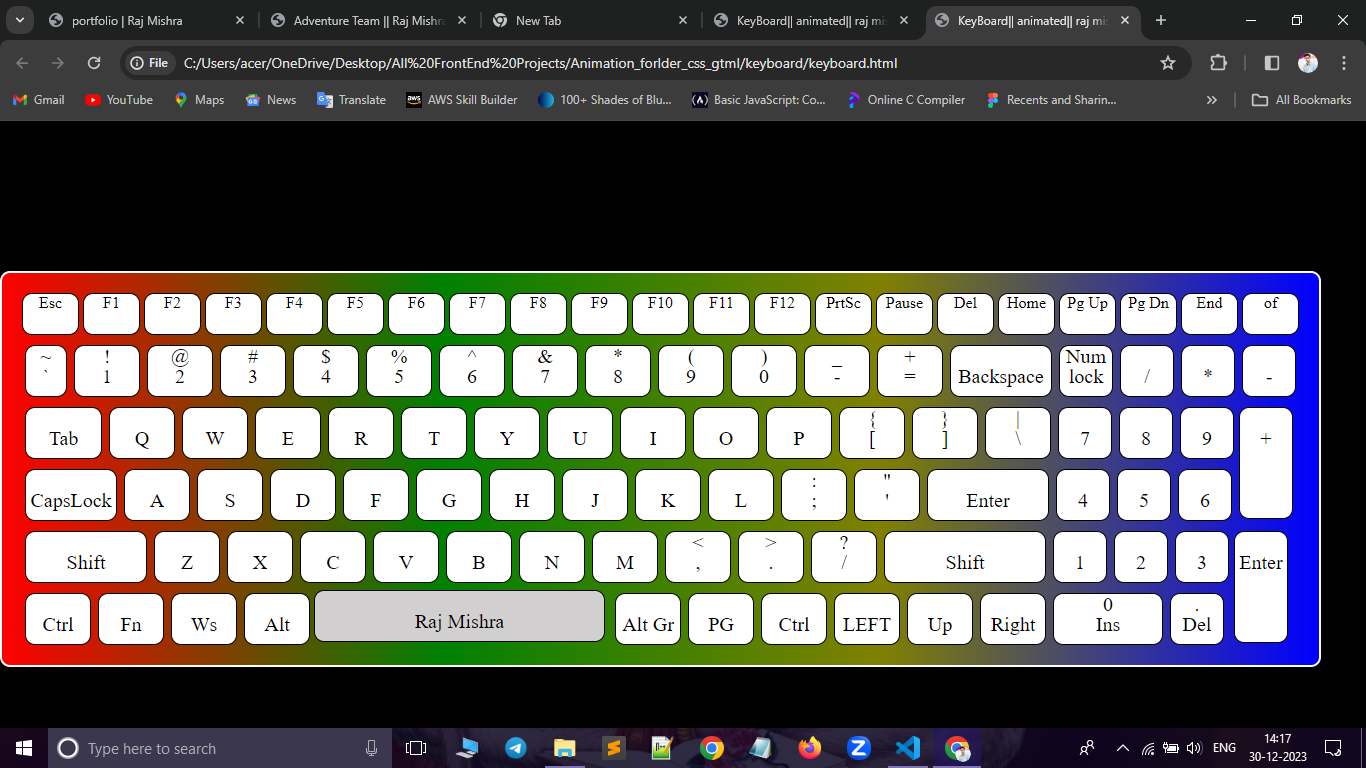 portfolio | Raj Mishra
Adventure Team || Raj Mishra
New Tab
KeyBoard|| animated|| raj mis
KeyBoard|| animated|| raj mis
File C:/Users/acer/OneDrive/Desktop/All%20FrontEnd%20Projects/Animation_forlder_css_gtml/keyboard/keyboard.html
Gmail YouTube Maps News Translate aws AWS Skill Builder 100+ Shades of Blu... (A) Basic JavaScript: Co... Online C Compiler Recents and Sharin... » All Bookmarks
Esc F1 F2 F3 F4 F5 F6 F7 F8 F9 F10 F11 F12 PrtSc Pause Del Home Pg Up Pg Dn End of
~ ! @ # $ % ^ & * ( ) _ + Num
` 1 2 3 4 5 6 7 8 9 0 - = Backspace lock / * -
{ } |
Tab Q W E R T Y U I O P [ ] \ 7 8 9 +
: "
CapsLock A S D F G H J K L ; ' Enter 4 5 6
< > ?
Shift Z X C V B N M , . / Shift 1 2 3 Enter
0 .
Ctrl Fn Ws Alt Raj Mishra Alt Gr PG Ctrl LEFT Up Right Ins Del
Type here to search
ENG
14:17
30-12-2023